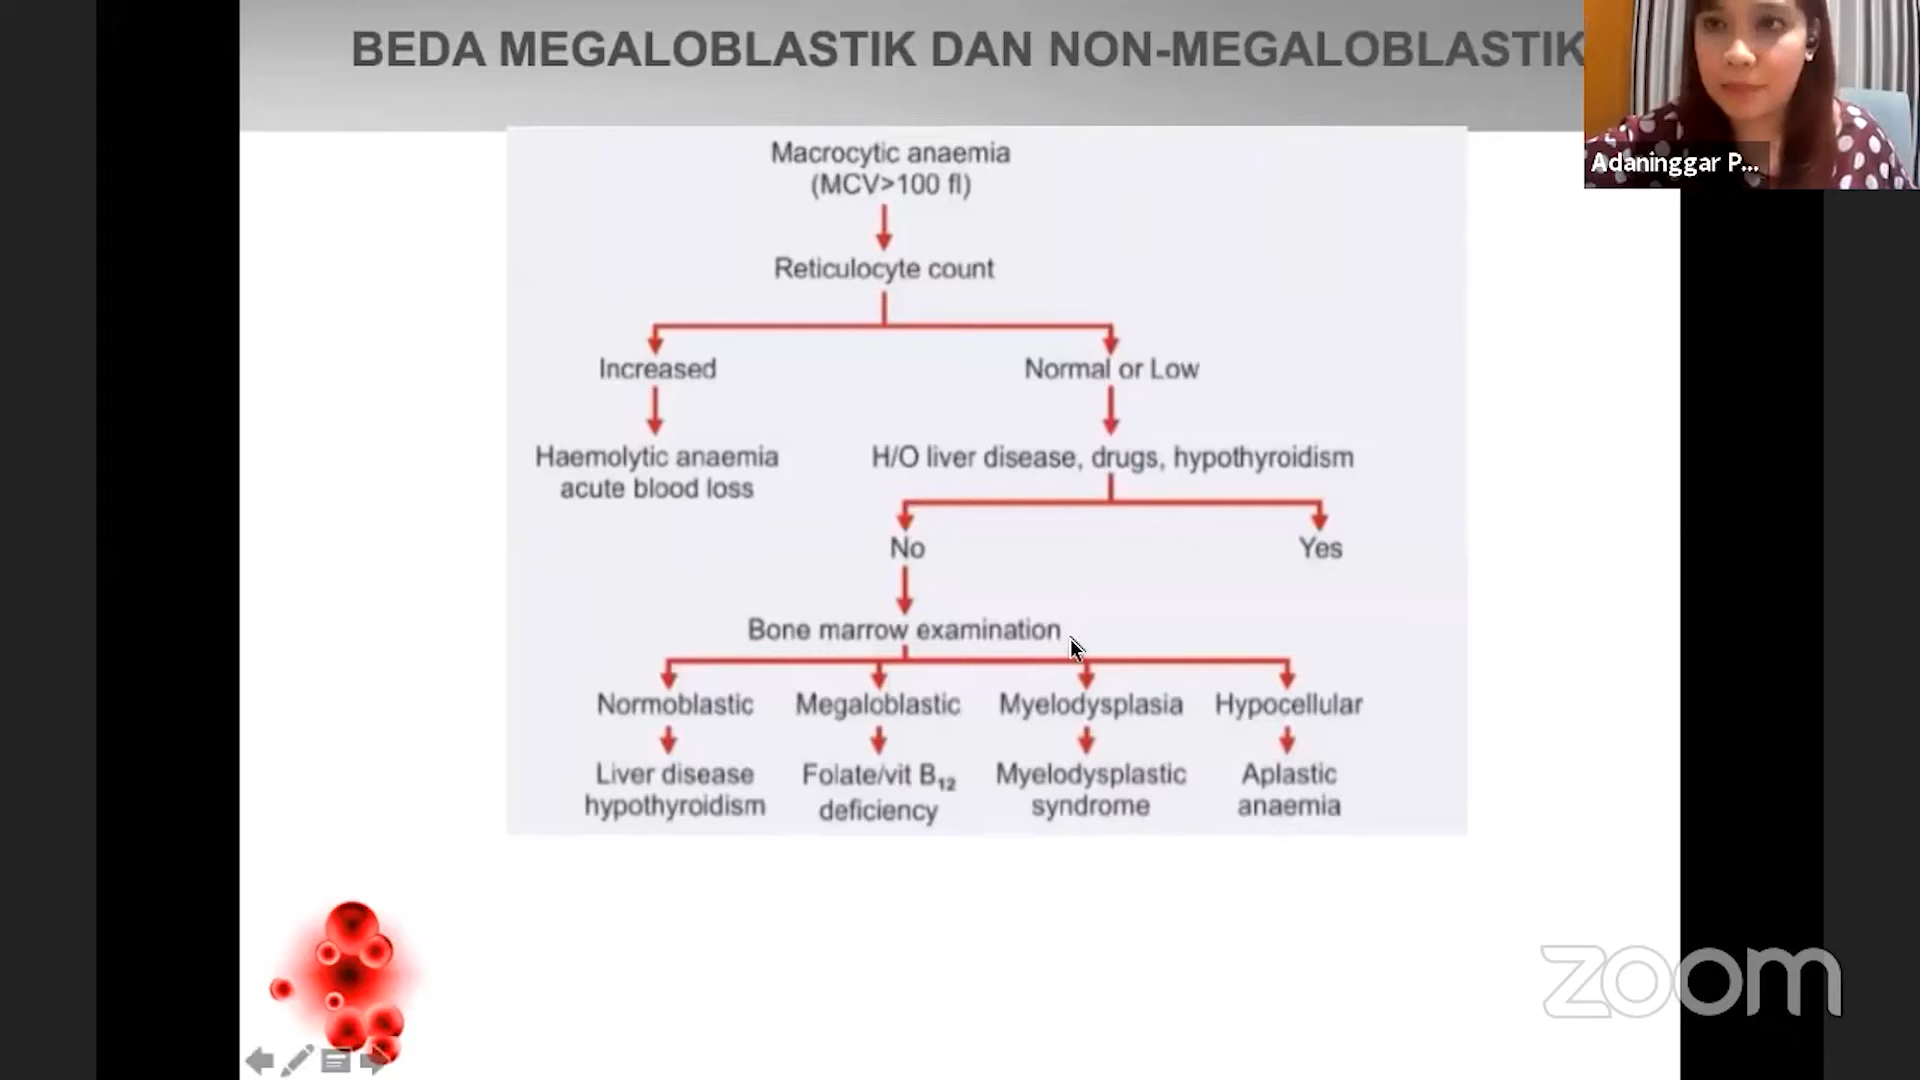 BEDA MEGALOBLASTIK DAN NON-MEGALOBLASTIK
Adaninggar P...
Macrocytic anaemia
(MCV>100 fl)
Reticulocyte count
Increased
Normal or Low
Haemolytic anaemia
acute blood loss
H/O liver disease, drugs, hypothyroidism
No
Yes
Bone marrow examination
Normoblastic
Megaloblastic
Myelodysplasia
Hypocellular
Liver disease
hypothyroidism
Folate/vit B₁₂
deficiency
Myelodysplastic
syndrome
Aplastic
anaemia
zoom